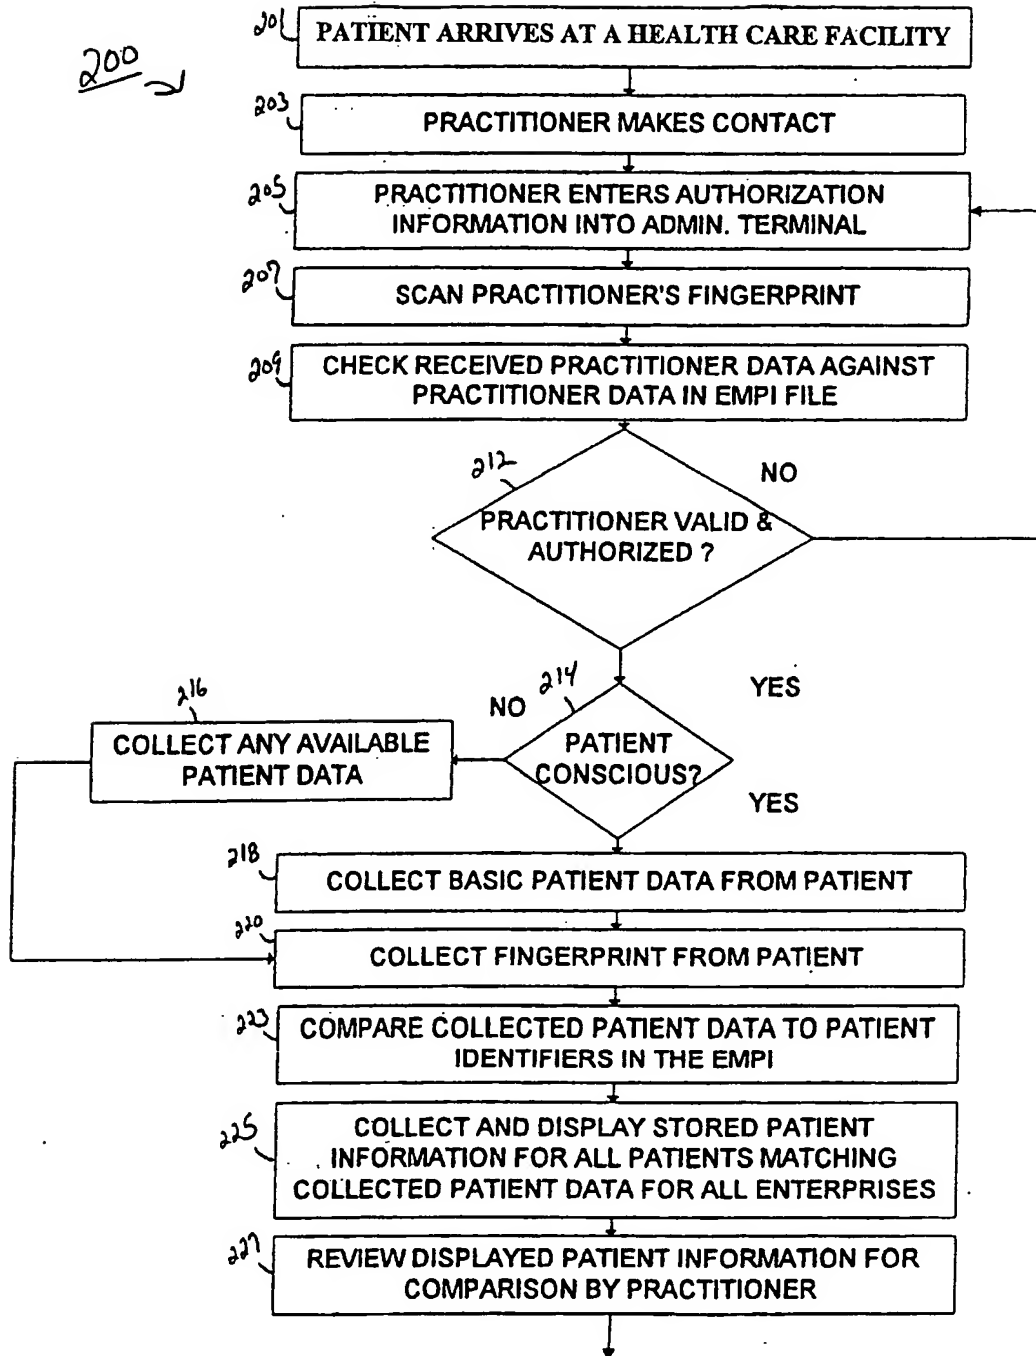 200
201
PATIENT ARRIVES AT A HEALTH CARE FACILITY
203
PRACTITIONER MAKES CONTACT
205
PRACTITIONER ENTERS AUTHORIZATION
INFORMATION INTO ADMIN. TERMINAL
207
SCAN PRACTITIONER'S FINGERPRINT
209
CHECK RECEIVED PRACTITIONER DATA AGAINST
PRACTITIONER DATA IN EMPI FILE
212
NO
PRACTITIONER VALID &
AUTHORIZED ?
214
YES
216
NO
COLLECT ANY AVAILABLE
PATIENT DATA
PATIENT
CONSCIOUS?
YES
218
COLLECT BASIC PATIENT DATA FROM PATIENT
220
COLLECT FINGERPRINT FROM PATIENT
223
COMPARE COLLECTED PATIENT DATA TO PATIENT
IDENTIFIERS IN THE EMPI
225
COLLECT AND DISPLAY STORED PATIENT
INFORMATION FOR ALL PATIENTS MATCHING
COLLECTED PATIENT DATA FOR ALL ENTERPRISES
227
REVIEW DISPLAYED PATIENT INFORMATION FOR
COMPARISON BY PRACTITIONER